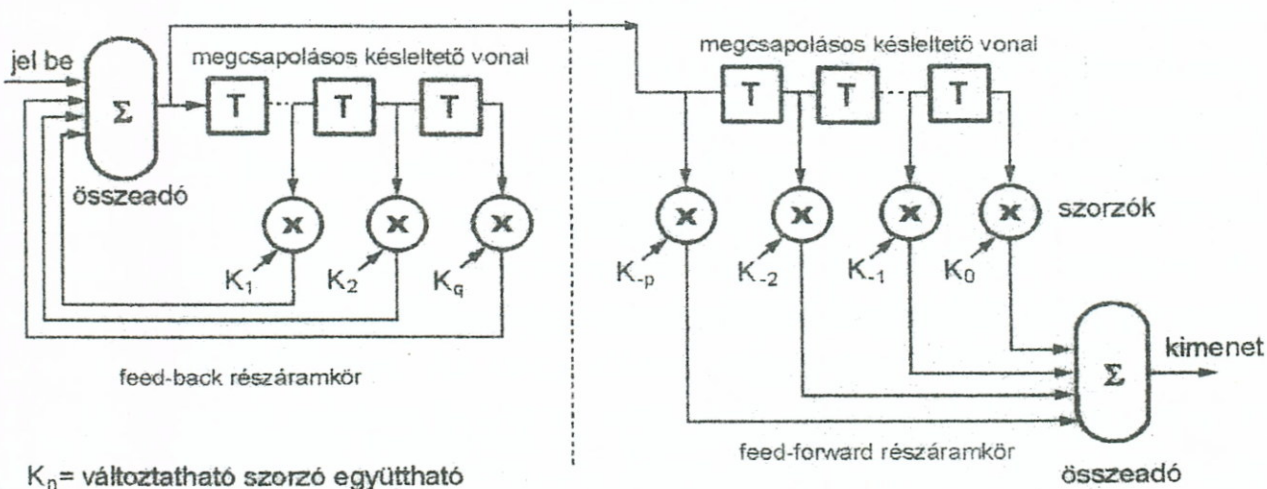 jel be
megcsapolásos késleltető vonal
Σ
T
T
T
összeadó
x
x
x
K₁
K₂
K_q
feed-back részáramkör
megcsapolásos késleltető vonal
T
T
T
x
x
x
x
szorzók
K₋p
K₋₂
K₋₁
K₀
Σ
kimenet
feed-forward részáramkör
összeadó
Kₙ= változtatható szorzó együttható